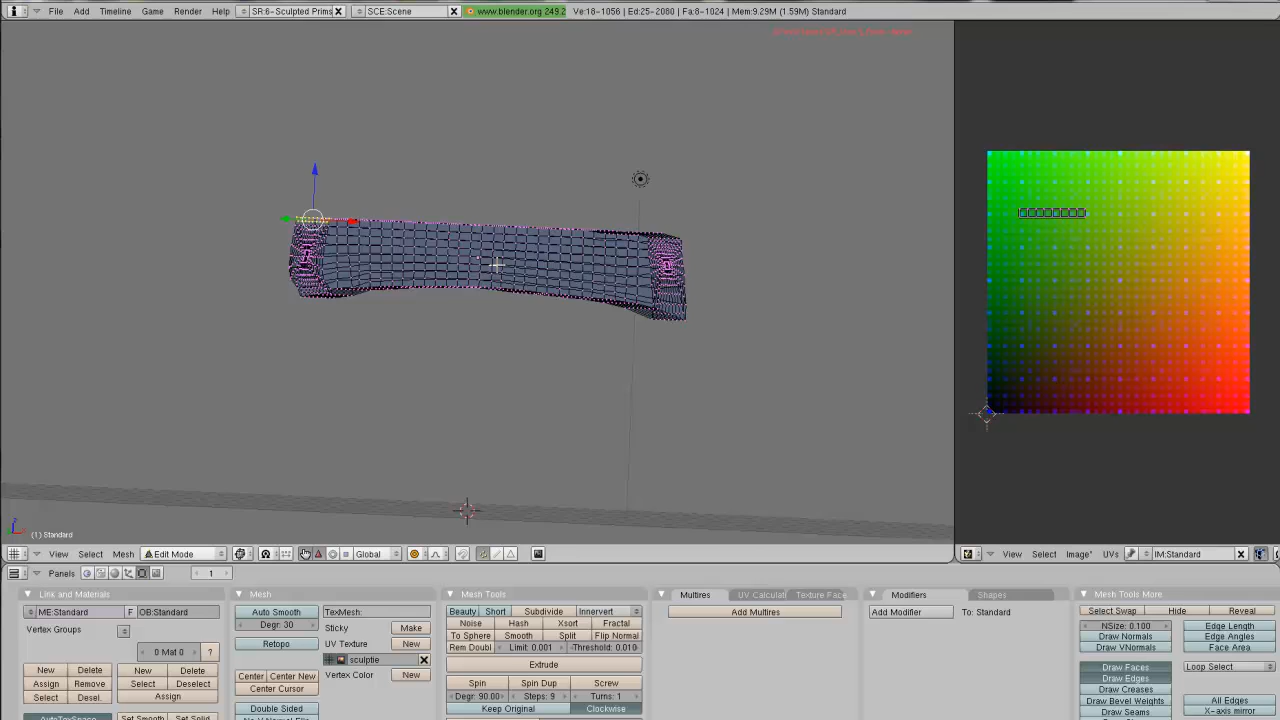 File Add Timeline Game Render Help SR:6-Sculpted Prims SCE:Scene www.blender.org 249.2 Ve:18-1056 | Ed:25-2080 | Fa:8-1024 | Mem:9.29M (1.59M) Standard
(1) Standard
View Select Mesh Edit Mode Global View Select Image* UVs IM:Standard
Panels 1
Link and Materials Mesh Mesh Tools Multires UV Calculati Texture Face Modifiers Shapes Mesh Tools More
ME:Standard F OB:Standard Auto Smooth TexMesh: Beauty Short Subdivide Innervert Add Multires Add Modifier To: Standard Select Swap Hide Reveal
Vertex Groups Degr: 30 Sticky Make Noise Hash Xsort Fractal NSize: 0.100 Edge Length
To Sphere Smooth Split Flip Normal Draw Normals Edge Angles
0 Mat 0 ? Retopo UV Texture New Rem Doubl Limit: 0.001 Threshold: 0.010 Draw VNormals Face Area
sculptie Extrude Draw Faces Loop Select
New Delete New Delete Center Center New Vertex Color New Spin Spin Dup Screw Draw Edges
Assign Remove Select Deselect Center Cursor Degr: 90.00 Steps: 9 Turns: 1 Draw Creases
Select Desel. Assign Double Sided Keep Original Clockwise Draw Bevel Weights All Edges
AutoTexSpace Set Smooth Set Solid Draw Seams X-axis mirror